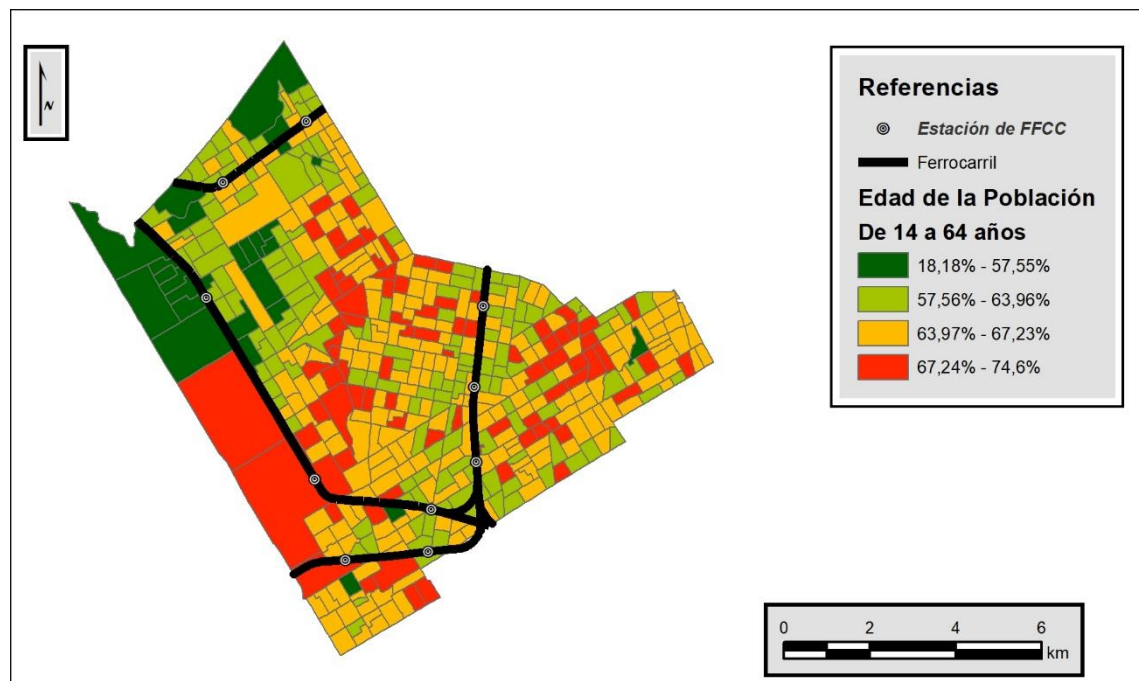 N
Referencias
Estación de FFCC
Ferrocarril
Edad de la Población
De 14 a 64 años
18,18% - 57,55%
57,56% - 63,96%
63,97% - 67,23%
67,24% - 74,6%
0 2 4 6
km